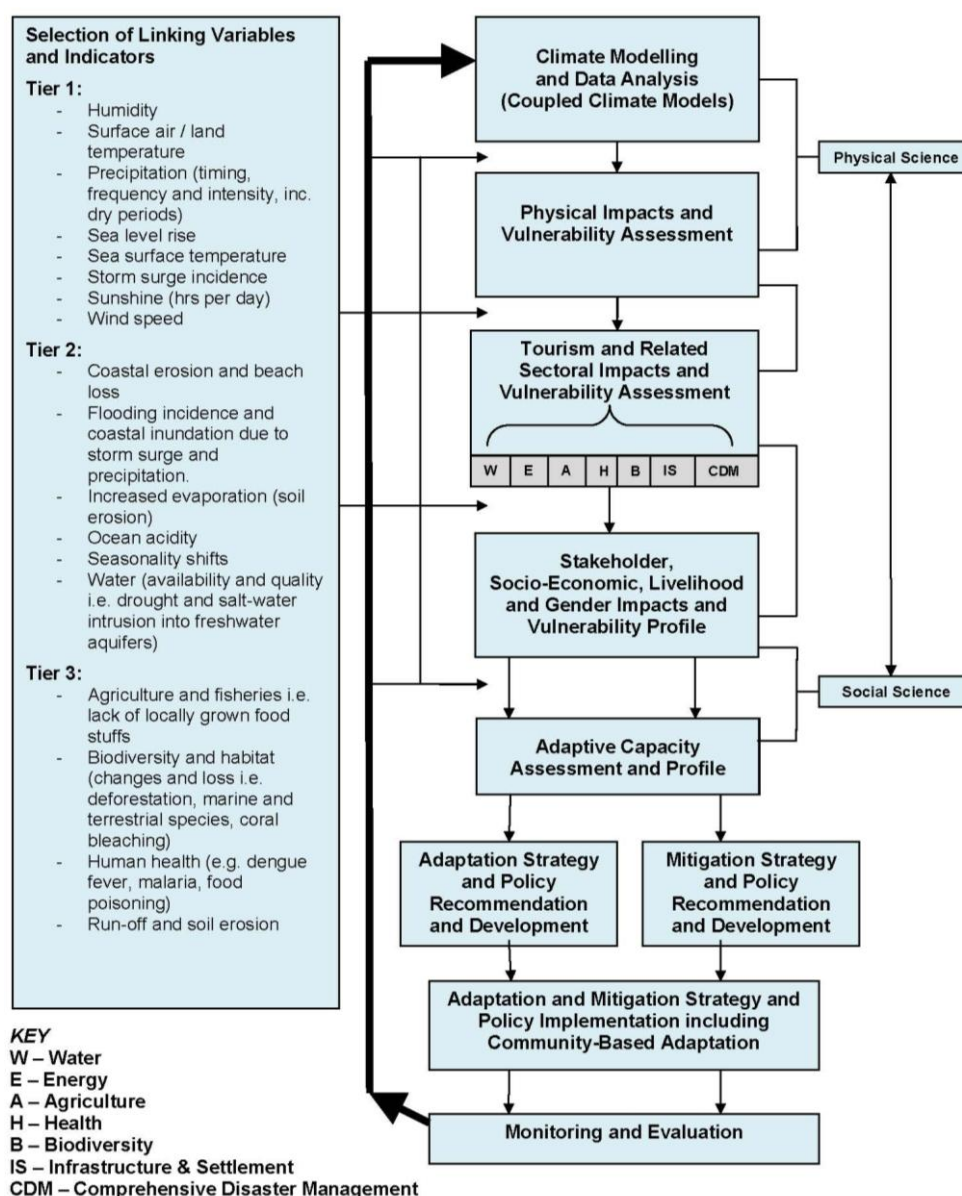 Selection of Linking Variables
and Indicators
Tier 1:
- Humidity
- Surface air / land
temperature
- Precipitation (timing,
frequency and intensity, inc.
dry periods)
- Sea level rise
- Sea surface temperature
- Storm surge incidence
- Sunshine (hrs per day)
- Wind speed
Tier 2:
- Coastal erosion and beach
loss
- Flooding incidence and
coastal inundation due to
storm surge and
precipitation.
- Increased evaporation (soil
erosion)
- Ocean acidity
- Seasonality shifts
- Water (availability and quality
i.e. drought and salt-water
intrusion into freshwater
aquifers)
Tier 3:
- Agriculture and fisheries i.e.
lack of locally grown food
stuffs
- Biodiversity and habitat
(changes and loss i.e.
deforestation, marine and
terrestrial species, coral
bleaching)
- Human health (e.g. dengue
fever, malaria, food
poisoning)
- Run-off and soil erosion
KEY
W – Water
E – Energy
A – Agriculture
H – Health
B – Biodiversity
IS – Infrastructure & Settlement
CDM – Comprehensive Disaster Management
Climate Modelling
and Data Analysis
(Coupled Climate Models)
Physical Science
Physical Impacts and
Vulnerability Assessment
Tourism and Related
Sectoral Impacts and
Vulnerability Assessment
W E A H B IS CDM
Stakeholder,
Socio-Economic, Livelihood
and Gender Impacts and
Vulnerability Profile
Social Science
Adaptive Capacity
Assessment and Profile
Adaptation Strategy
and Policy
Recommendation
and Development
Mitigation Strategy
and Policy
Recommendation
and Development
Adaptation and Mitigation Strategy and
Policy Implementation including
Community-Based Adaptation
Monitoring and Evaluation